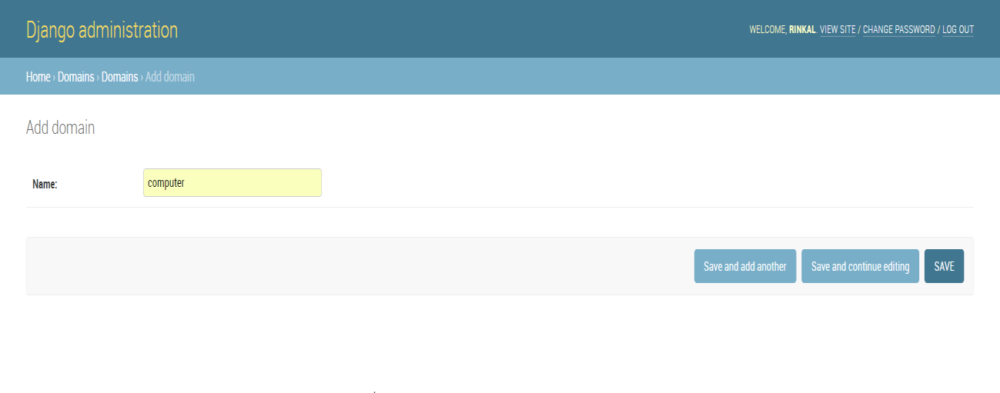 Django administration
WELCOME, RINKAL. VIEW SITE / CHANGE PASSWORD / LOG OUT
Home › Domains › Domains › Add domain
Add domain
Name: computer
Save and add another Save and continue editing SAVE